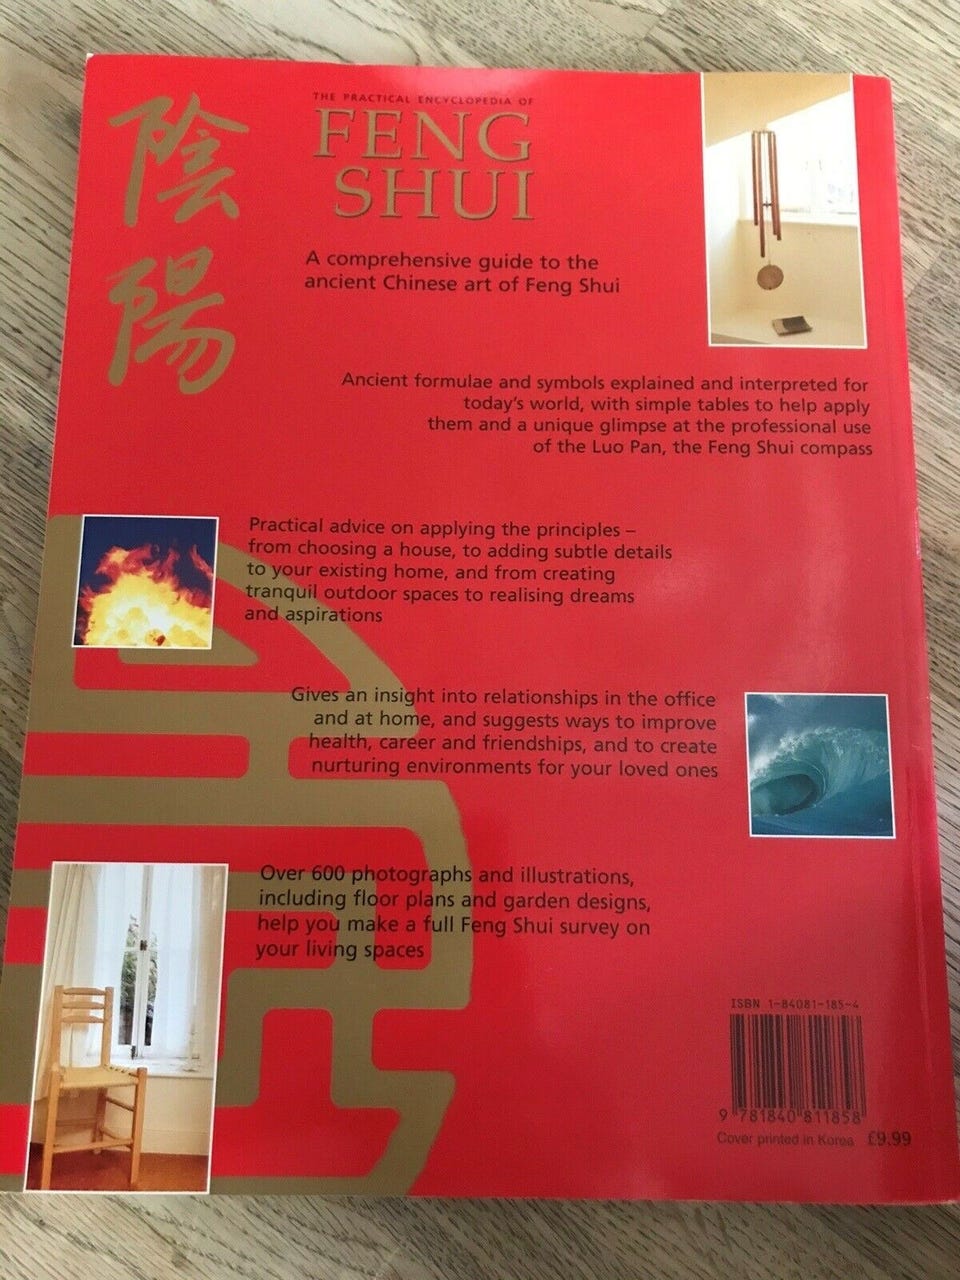 陰
陽
THE PRACTICAL ENCYCLOPEDIA OF
FENG
SHUI
A comprehensive guide to the
ancient Chinese art of Feng Shui
Ancient formulae and symbols explained and interpreted for
today's world, with simple tables to help apply
them and a unique glimpse at the professional use
of the Luo Pan, the Feng Shui compass
Practical advice on applying the principles –
from choosing a house, to adding subtle details
to your existing home, and from creating
tranquil outdoor spaces to realising dreams
and aspirations
Gives an insight into relationships in the office
and at home, and suggests ways to improve
health, career and friendships, and to create
nurturing environments for your loved ones
Over 600 photographs and illustrations,
including floor plans and garden designs,
help you make a full Feng Shui survey on
your living spaces
ISBN 1-84081-185-4
9 781840 811858
Cover printed in Korea £9.99